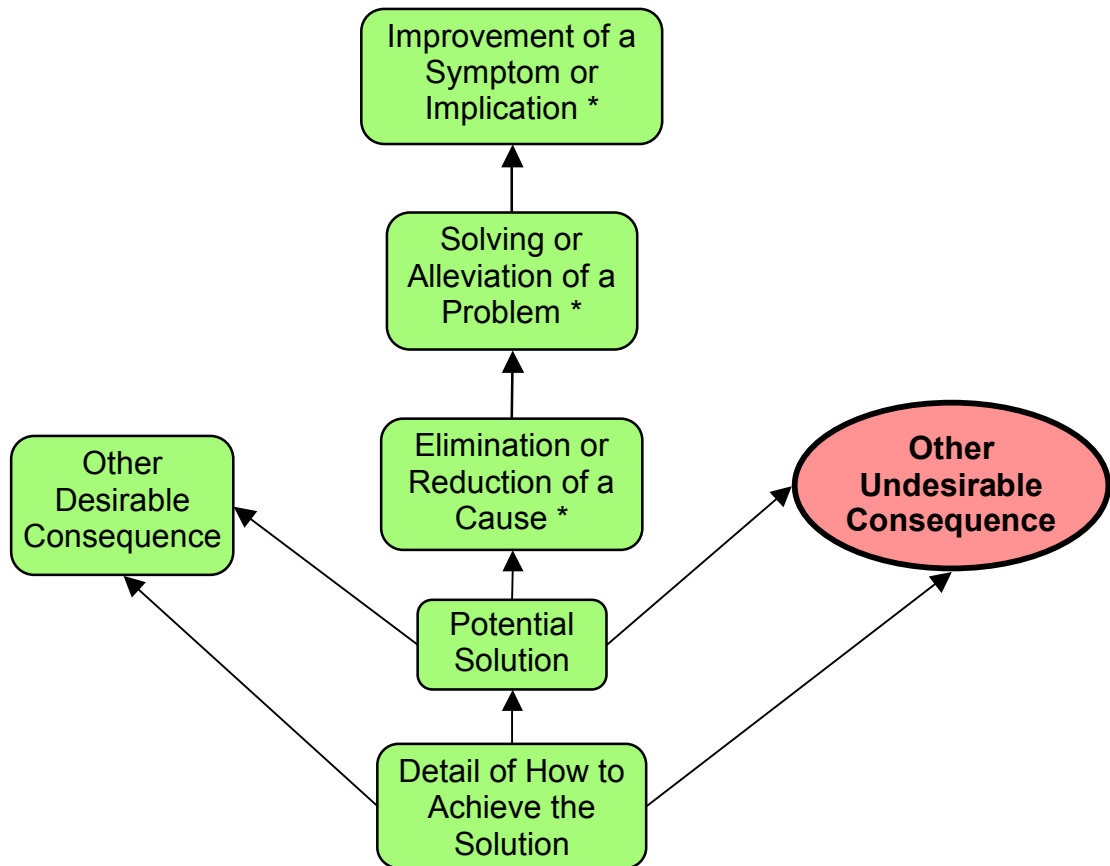 Improvement of a
Symptom or
Implication *
Solving or
Alleviation of a
Problem *
Elimination or
Reduction of a
Cause *
Other
Desirable
Consequence
Other
Undesirable
Consequence
Potential
Solution
Detail of How to
Achieve the
Solution